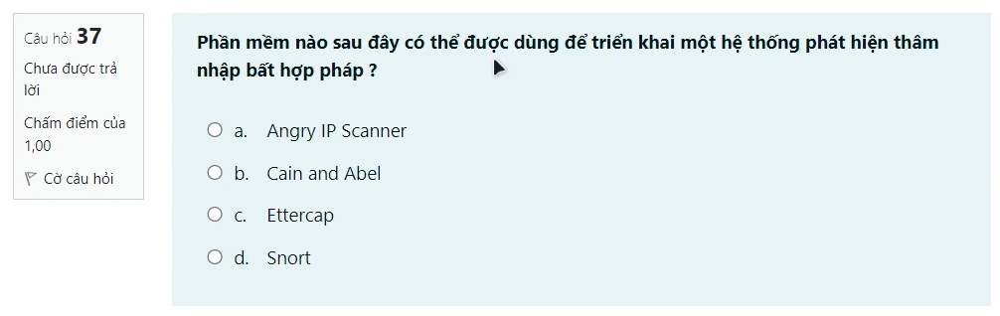 Câu hỏi 37
Chưa được trả
lời
Chấm điểm của
1,00
Cờ câu hỏi
Phần mềm nào sau đây có thể được dùng để triển khai một hệ thống phát hiện thâm
nhập bất hợp pháp ?
a. Angry IP Scanner
b. Cain and Abel
c. Ettercap
d. Snort